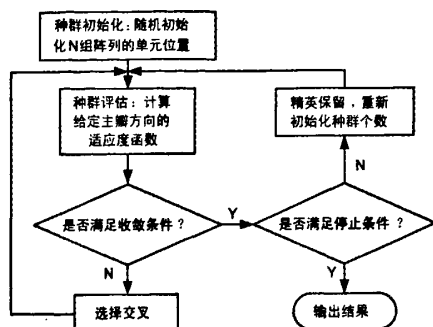 种群初始化：随机初始
化N组阵列的单元位置
种群评估：计算
给定主瓣方向的
适应度函数
精英保留，重新
初始化种群个数
N
是否满足收敛条件？
Y
是否满足停止条件？
N
Y
选择交叉
输出结果